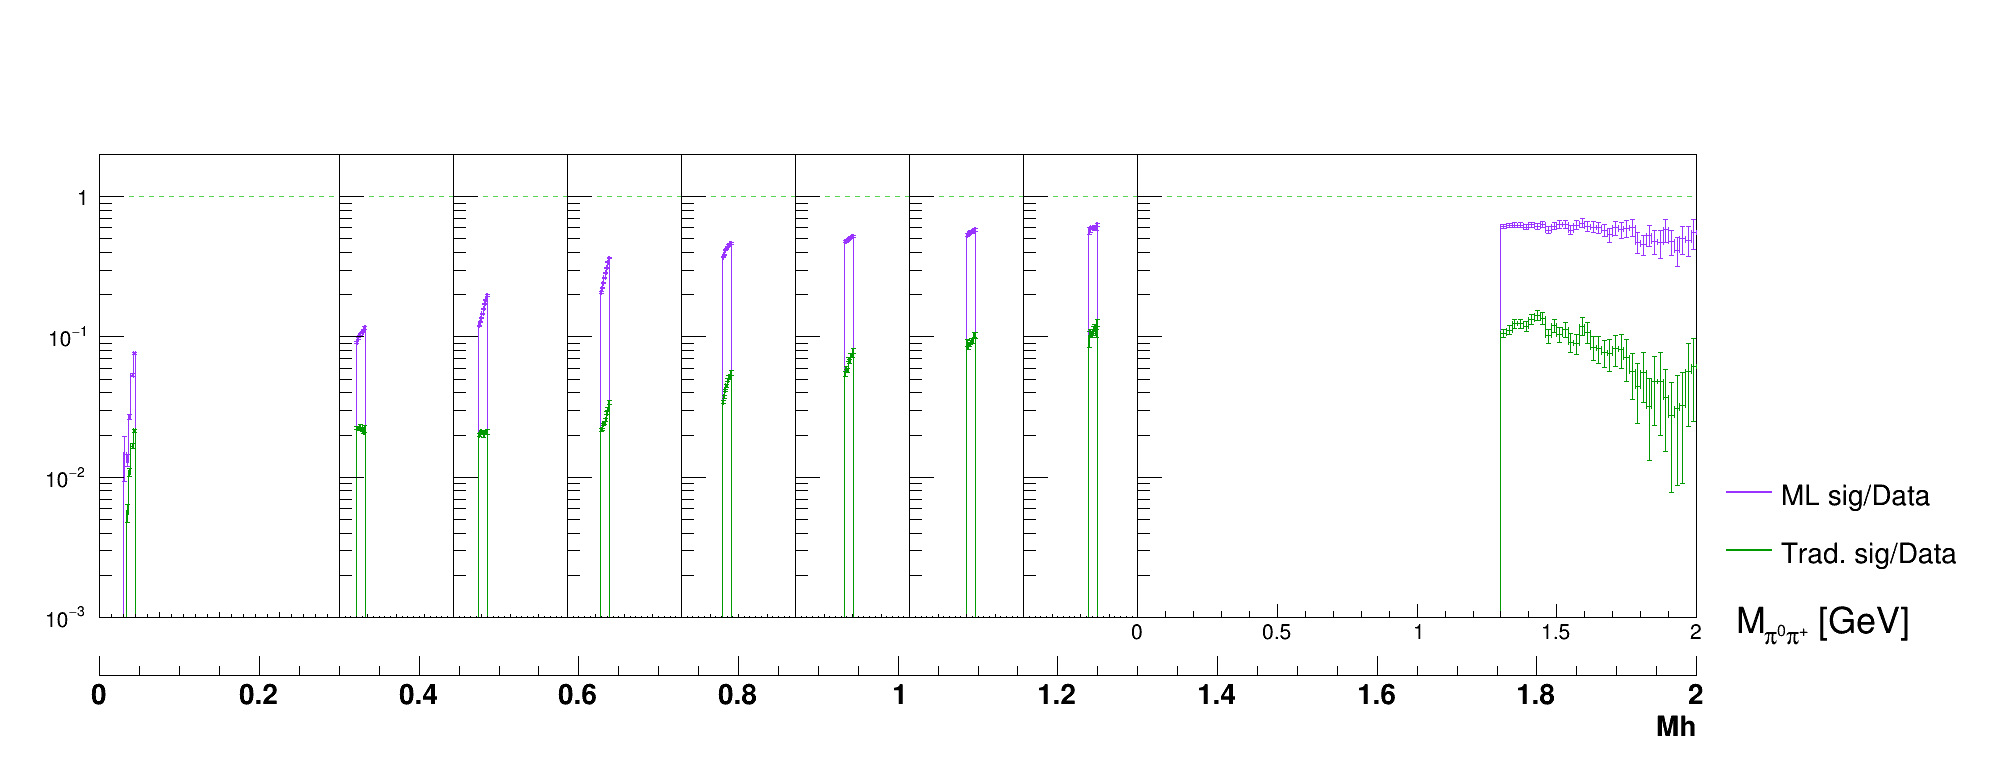 1
10⁻¹
10⁻²
10⁻³
0 0.5 1 1.5 2
ML sig/Data
Trad. sig/Data
M_π⁰π⁺ [GeV]
0 0.2 0.4 0.6 0.8 1 1.2 1.4 1.6 1.8 2
Mh